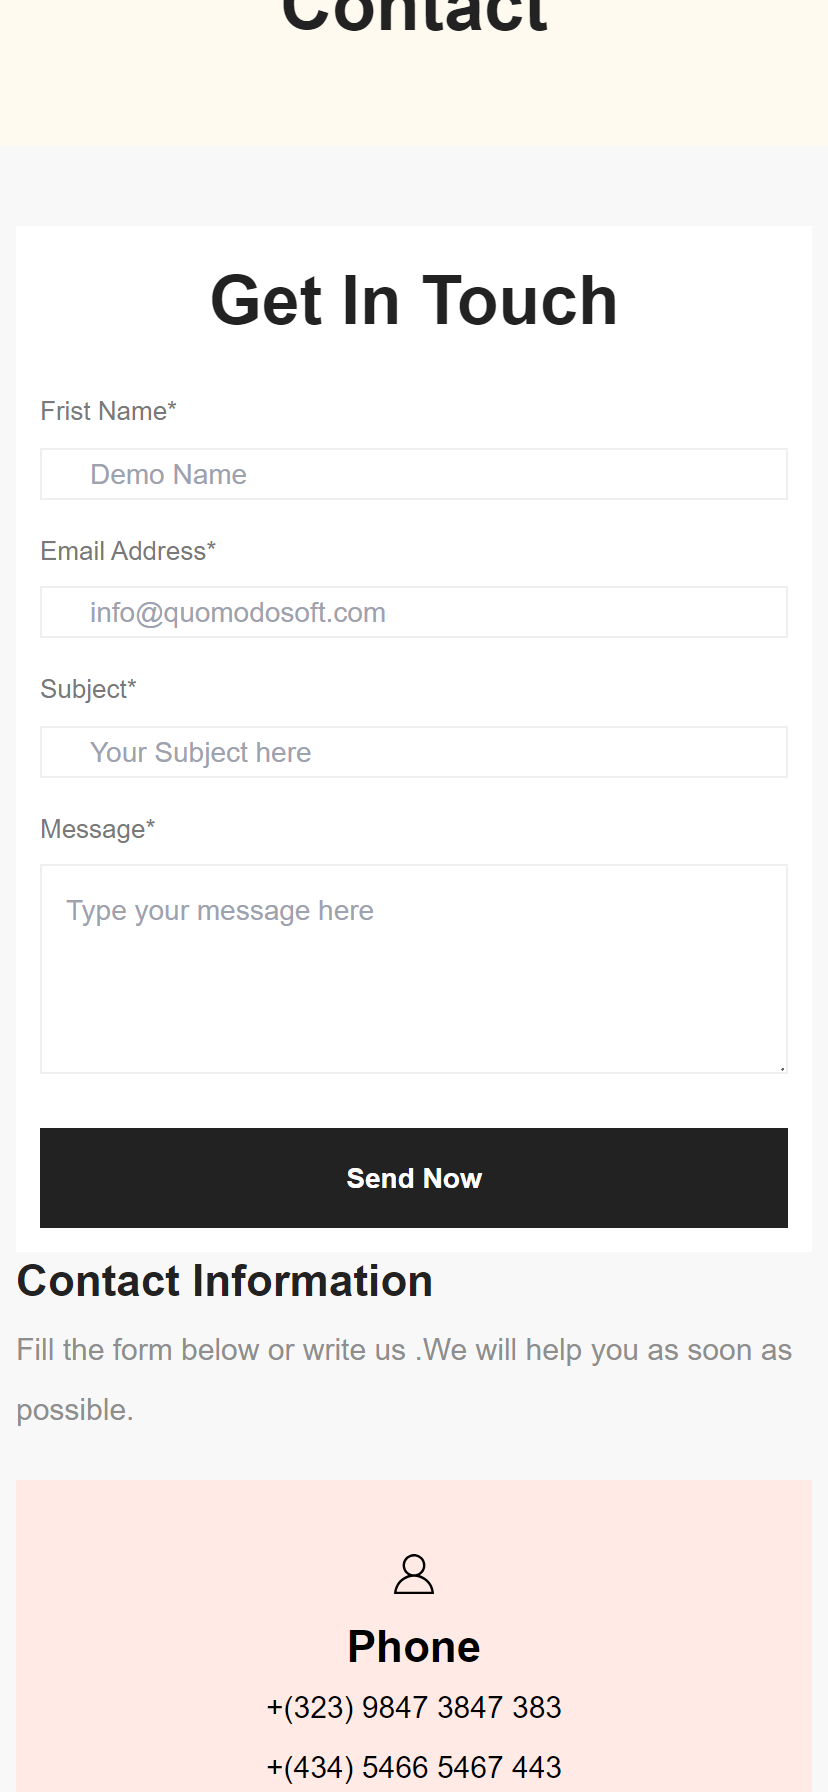 Contact
Get In Touch
Frist Name*
Demo Name
Email Address*
info@quomodosoft.com
Subject*
Your Subject here
Message*
Type your message here
Send Now
Contact Information
Fill the form below or write us .We will help you as soon as
possible.
Phone
+(323) 9847 3847 383
+(434) 5466 5467 443